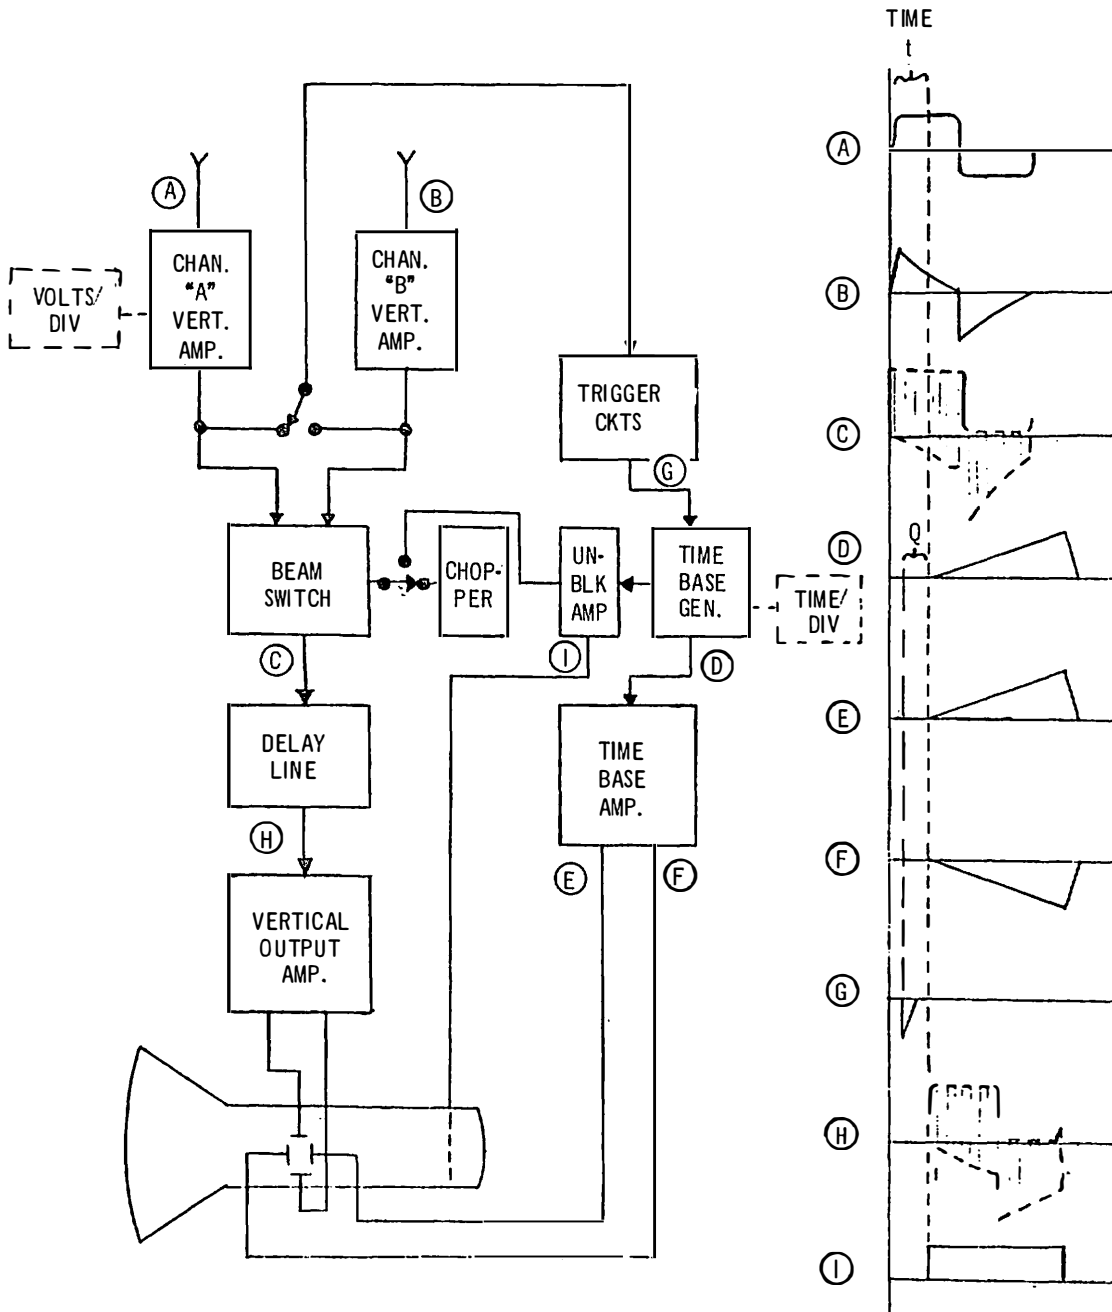 TIME
t
A
B
CHAN.
"A"
VERT.
AMP.
CHAN.
"B"
VERT.
AMP.
VOLTS/
DIV
TRIGGER
CKTS
G
BEAM
SWITCH
CHOP-
PER
UN-
BLK
AMP
TIME
BASE
GEN.
TIME/
DIV
C
I
D
DELAY
LINE
TIME
BASE
AMP.
H
E
F
VERTICAL
OUTPUT
AMP.
A
B
C
Q
D
E
F
G
H
I